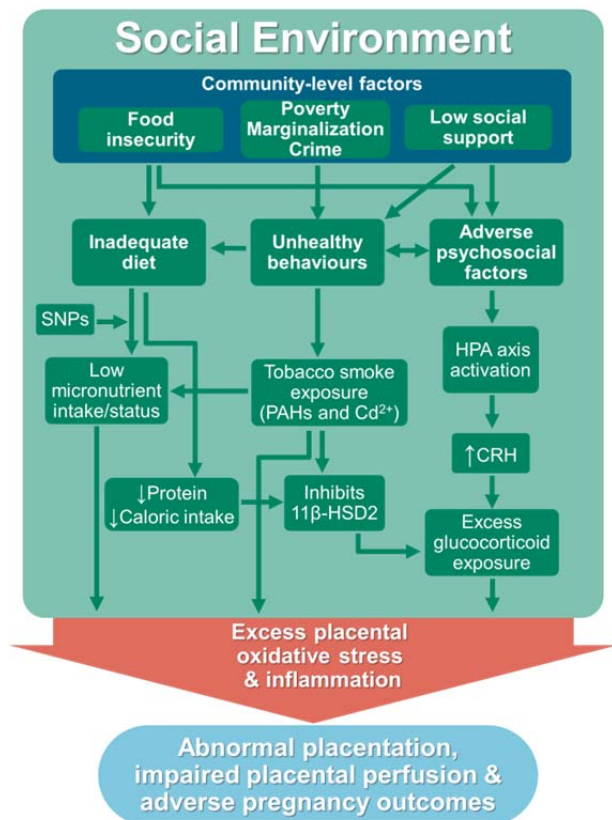 Social Environment
Community-level factors
Food
insecurity
Poverty
Marginalization
Crime
Low social
support
Inadequate
diet
Unhealthy
behaviours
Adverse
psychosocial
factors
SNPs
Low
micronutrient
intake/status
Tobacco smoke
exposure
(PAHs and Cd²⁺)
HPA axis
activation
↑CRH
↓Protein
↓Caloric intake
Inhibits
11β-HSD2
Excess
glucocorticoid
exposure
Excess placental
oxidative stress
& inflammation
Abnormal placentation,
impaired placental perfusion &
adverse pregnancy outcomes